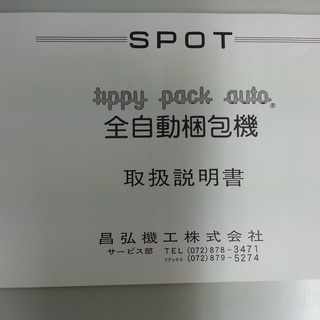 SPOT
tippy pack auto®
全自動梱包機
取扱説明書
昌弘機工株式会社
サービス部 TEL (072) 878-3471
ファックス (072) 879-5274